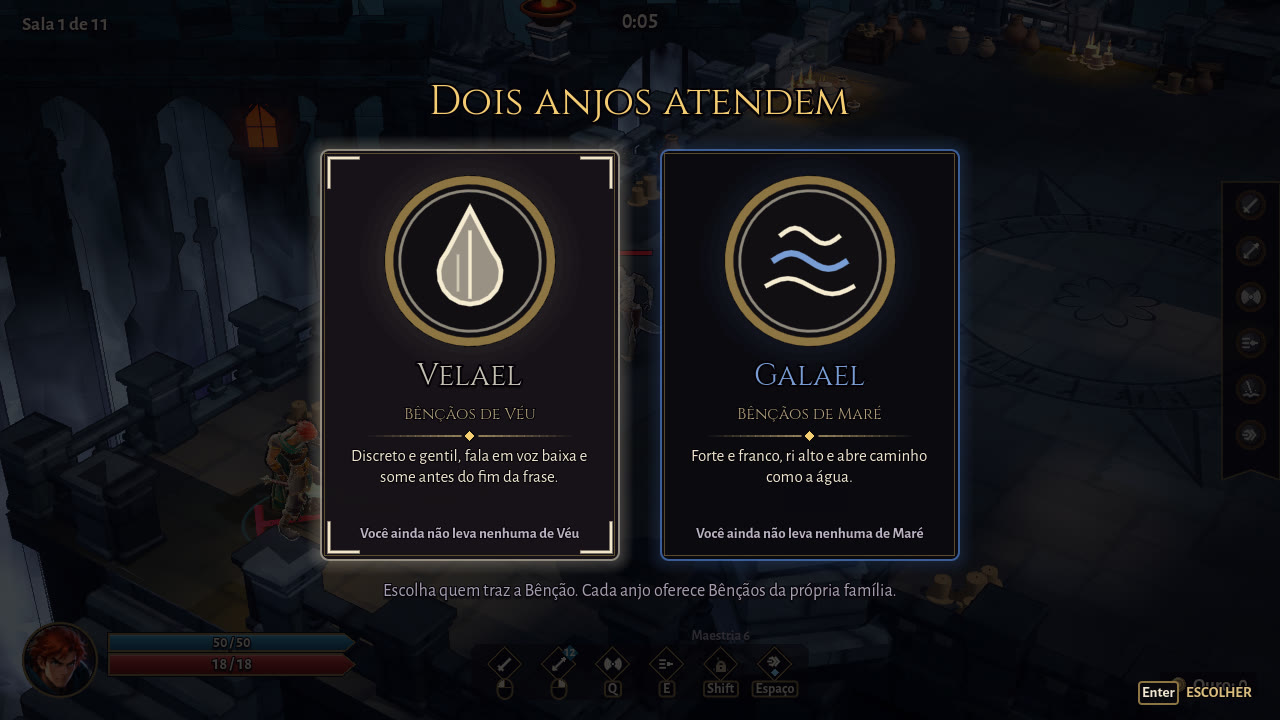 Sala 1 de 11
0:05
Dois anjos atendem
Velael
Bênçãos de Véu
Discreto e gentil, fala em voz baixa e
some antes do fim da frase.
Você ainda não leva nenhuma de Véu
Galael
Bênçãos de Maré
Forte e franco, ri alto e abre caminho
como a água.
Você ainda não leva nenhuma de Maré
Escolha quem traz a Bênção. Cada anjo oferece Bênçãos da própria família.
50/50
18/18
Maestria 6
12
Q
E
Shift
Espaço
Ouro: 0
Enter ESCOLHER